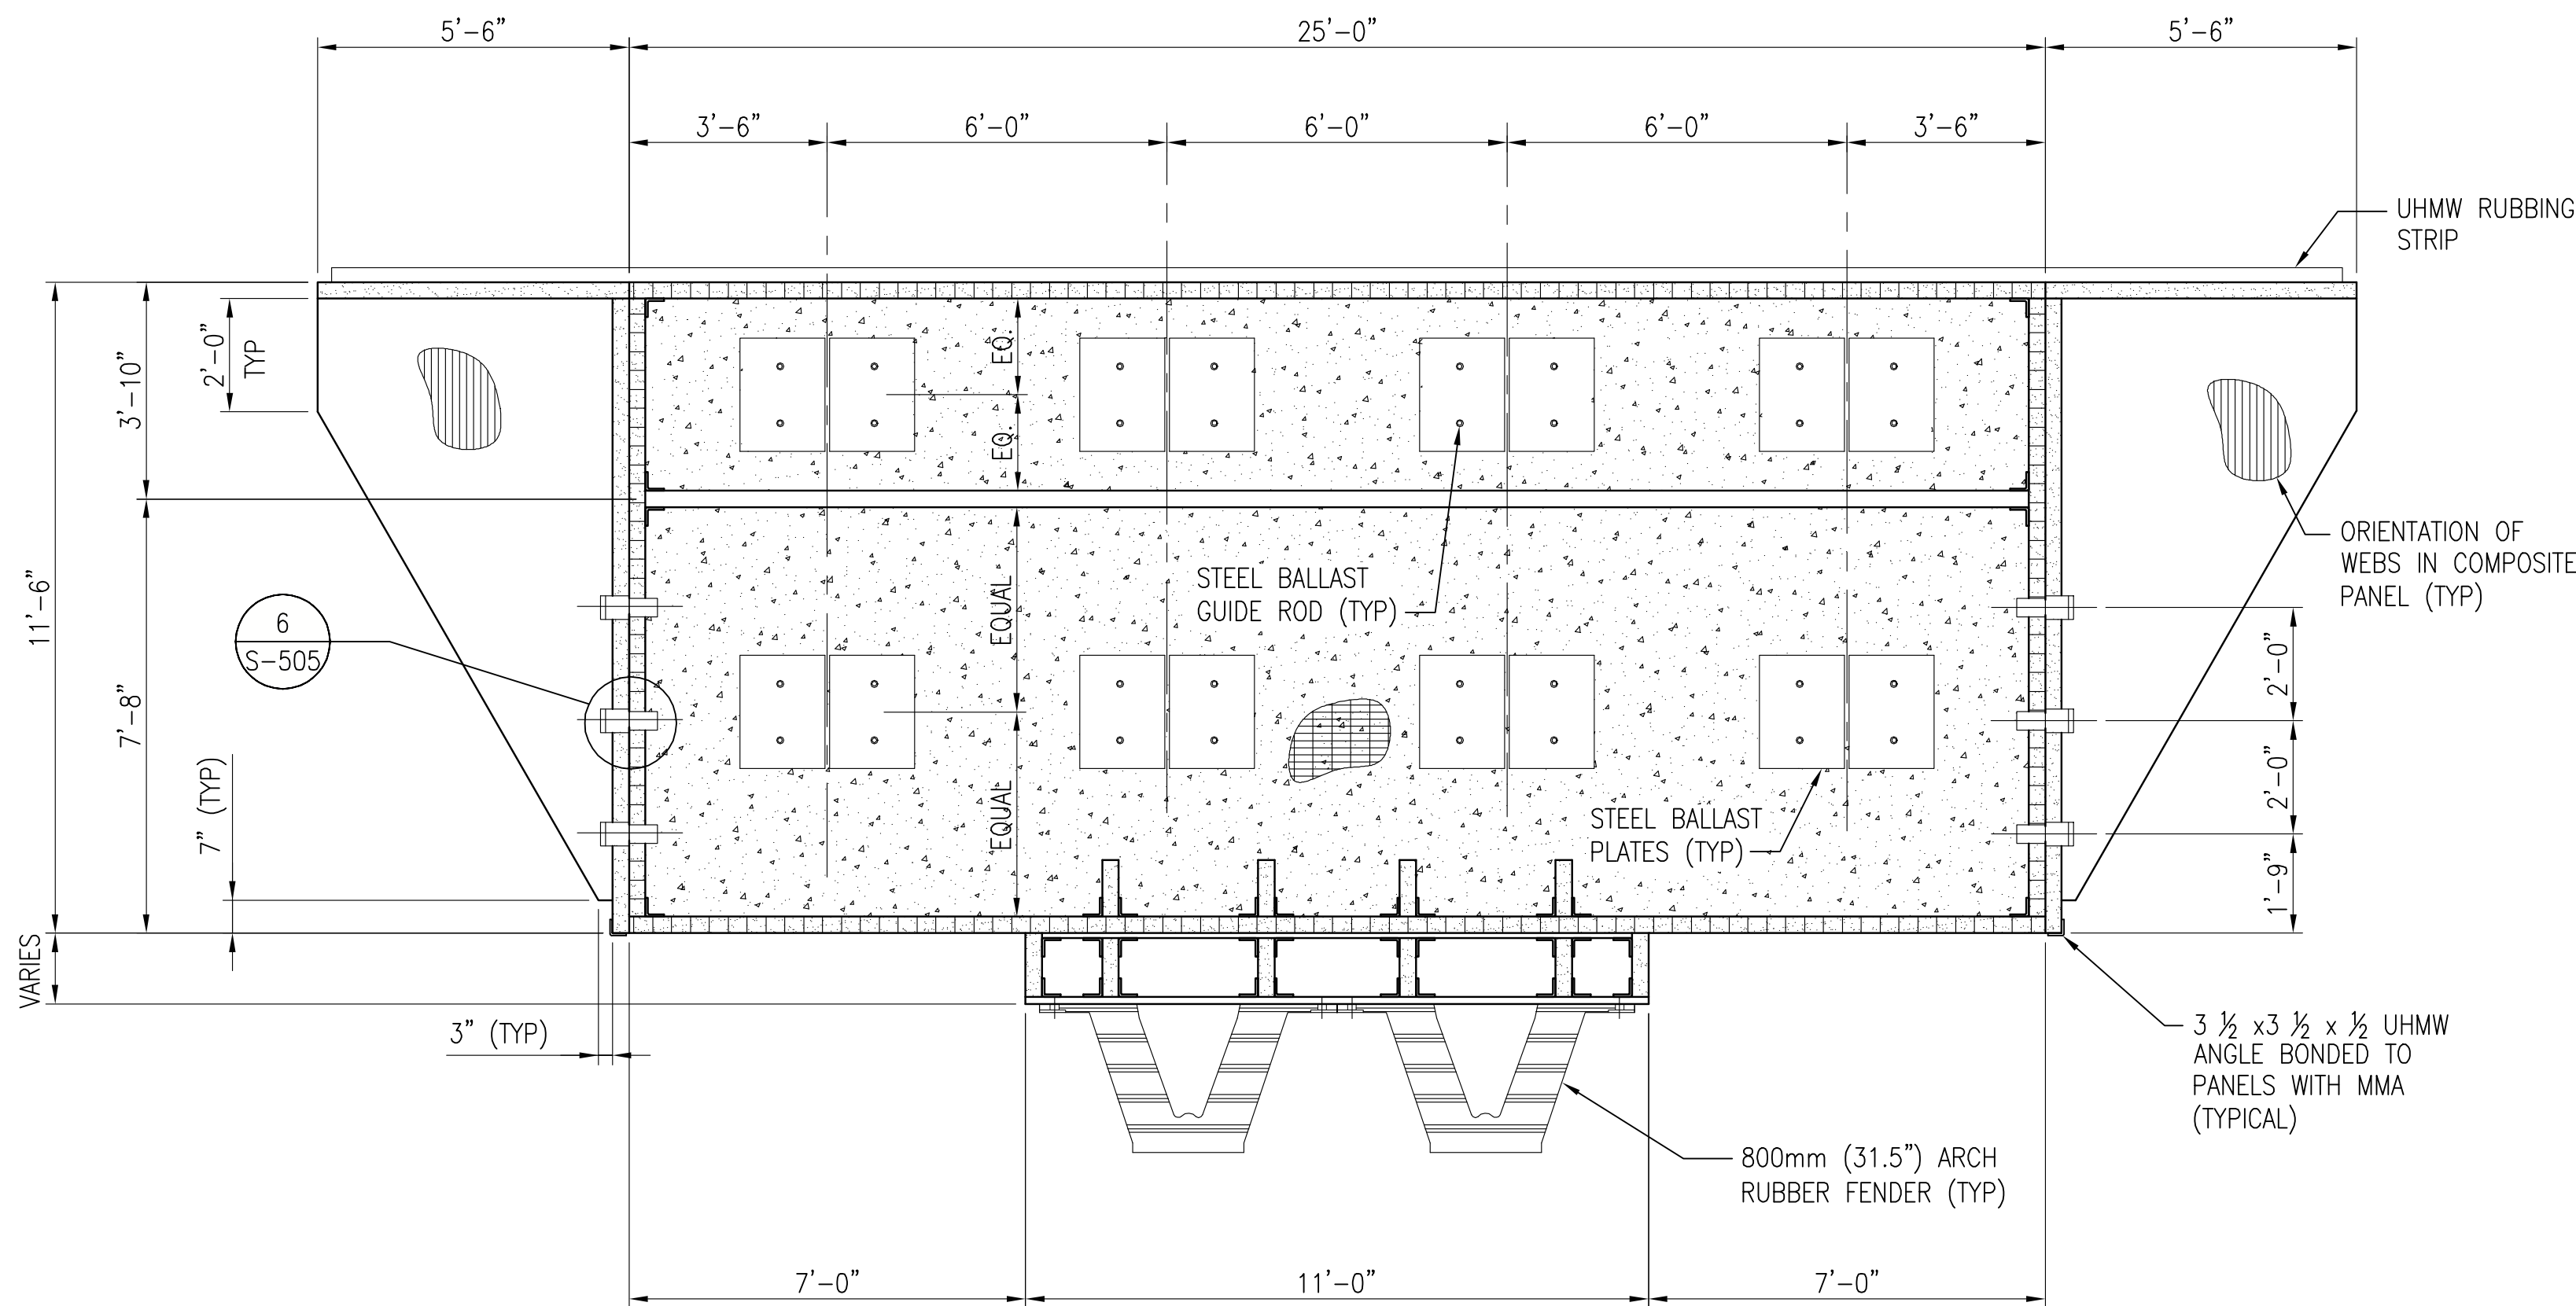 5'-6"
25'-0"
5'-6"
3'-6"
6'-0"
6'-0"
6'-0"
3'-6"
UHMW RUBBING
STRIP
11'-6"
3'-10"
2'-0"
TYP
EQ.
EQ.
ORIENTATION OF
WEBS IN COMPOSITE
PANEL (TYP)
STEEL BALLAST
GUIDE ROD (TYP)
6
S-505
7'-8"
EQUAL
EQUAL
2'-0"
2'-0"
1'-9"
STEEL BALLAST
PLATES (TYP)
7" (TYP)
VARIES
3" (TYP)
3 ½ x3 ½ x ½ UHMW
ANGLE BONDED TO
PANELS WITH MMA
(TYPICAL)
800mm (31.5") ARCH
RUBBER FENDER (TYP)
7'-0"
11'-0"
7'-0"